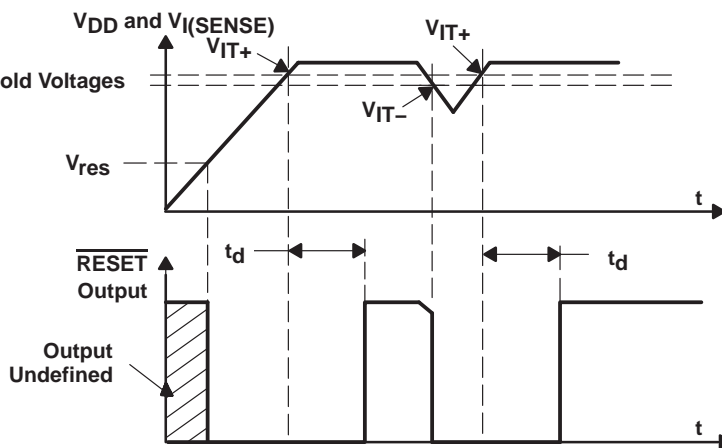 VDD and VI(SENSE)
VIT+
VIT+
old Voltages
VIT−
Vres
t
RESET
Output
td
td
Output
Undefined
t